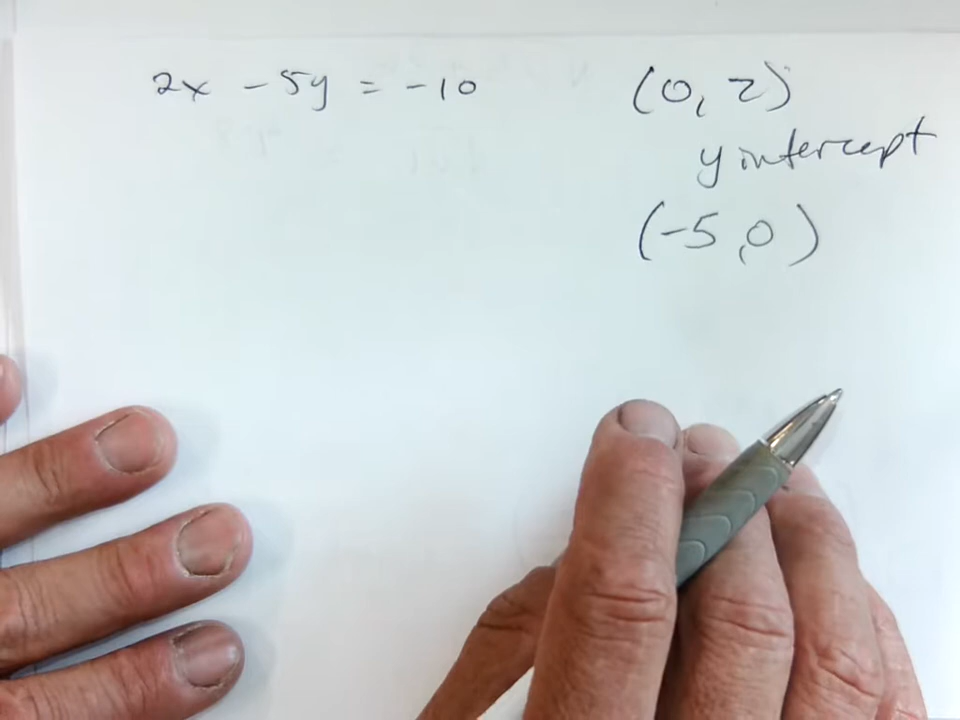 2x - 5y = -10
(0, 2)
y intercept
(-5, 0)